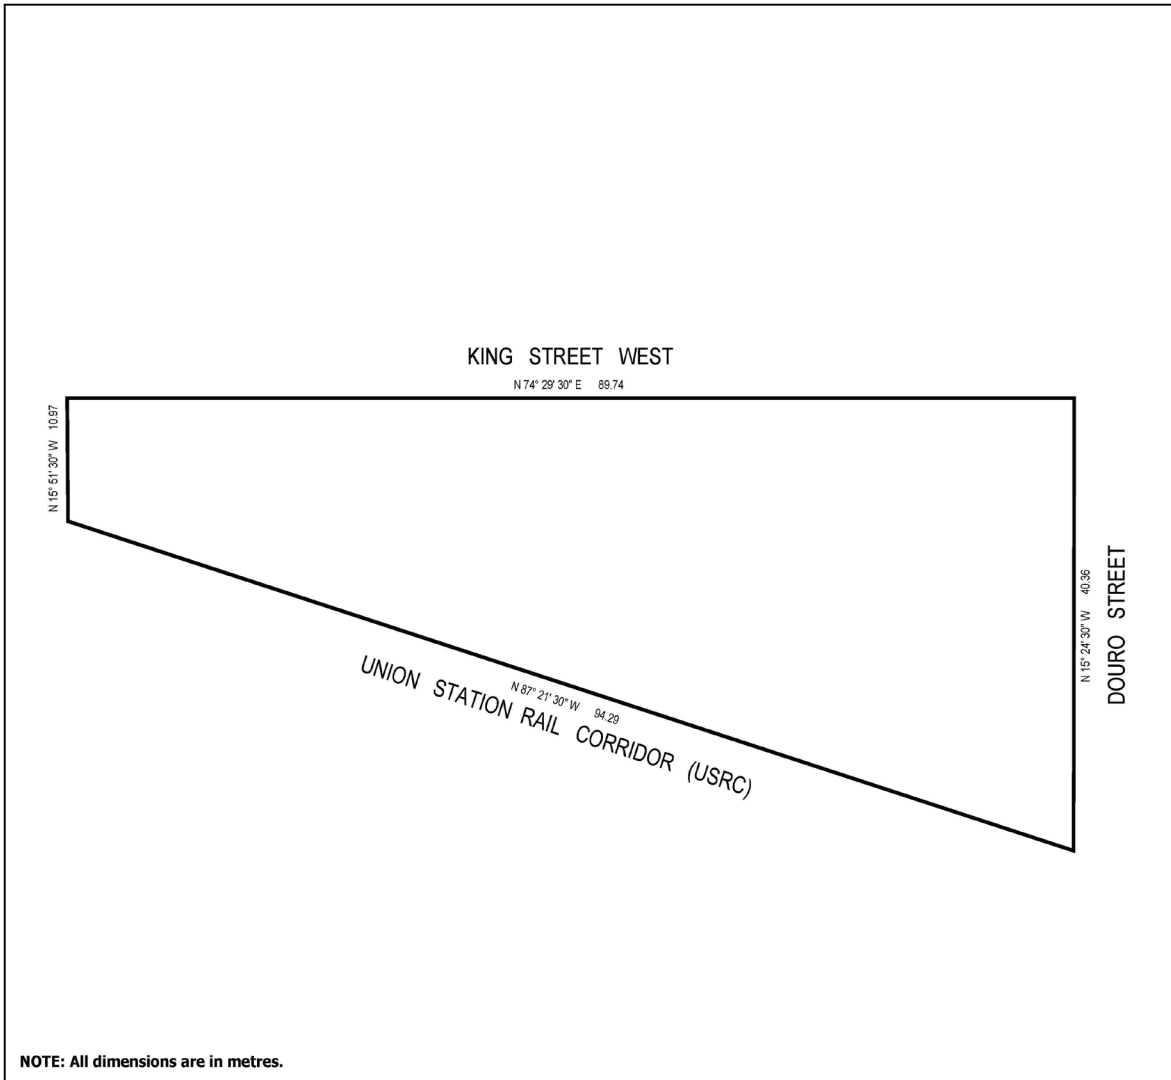 KING STREET WEST
N 74° 29' 30" E 89.74
N 15° 51' 30" W 10.97
N 15° 24' 30" W 40.36
DOURO STREET
N 87° 21' 30" W 94.29
UNION STATION RAIL CORRIDOR (USRC)
NOTE: All dimensions are in metres.